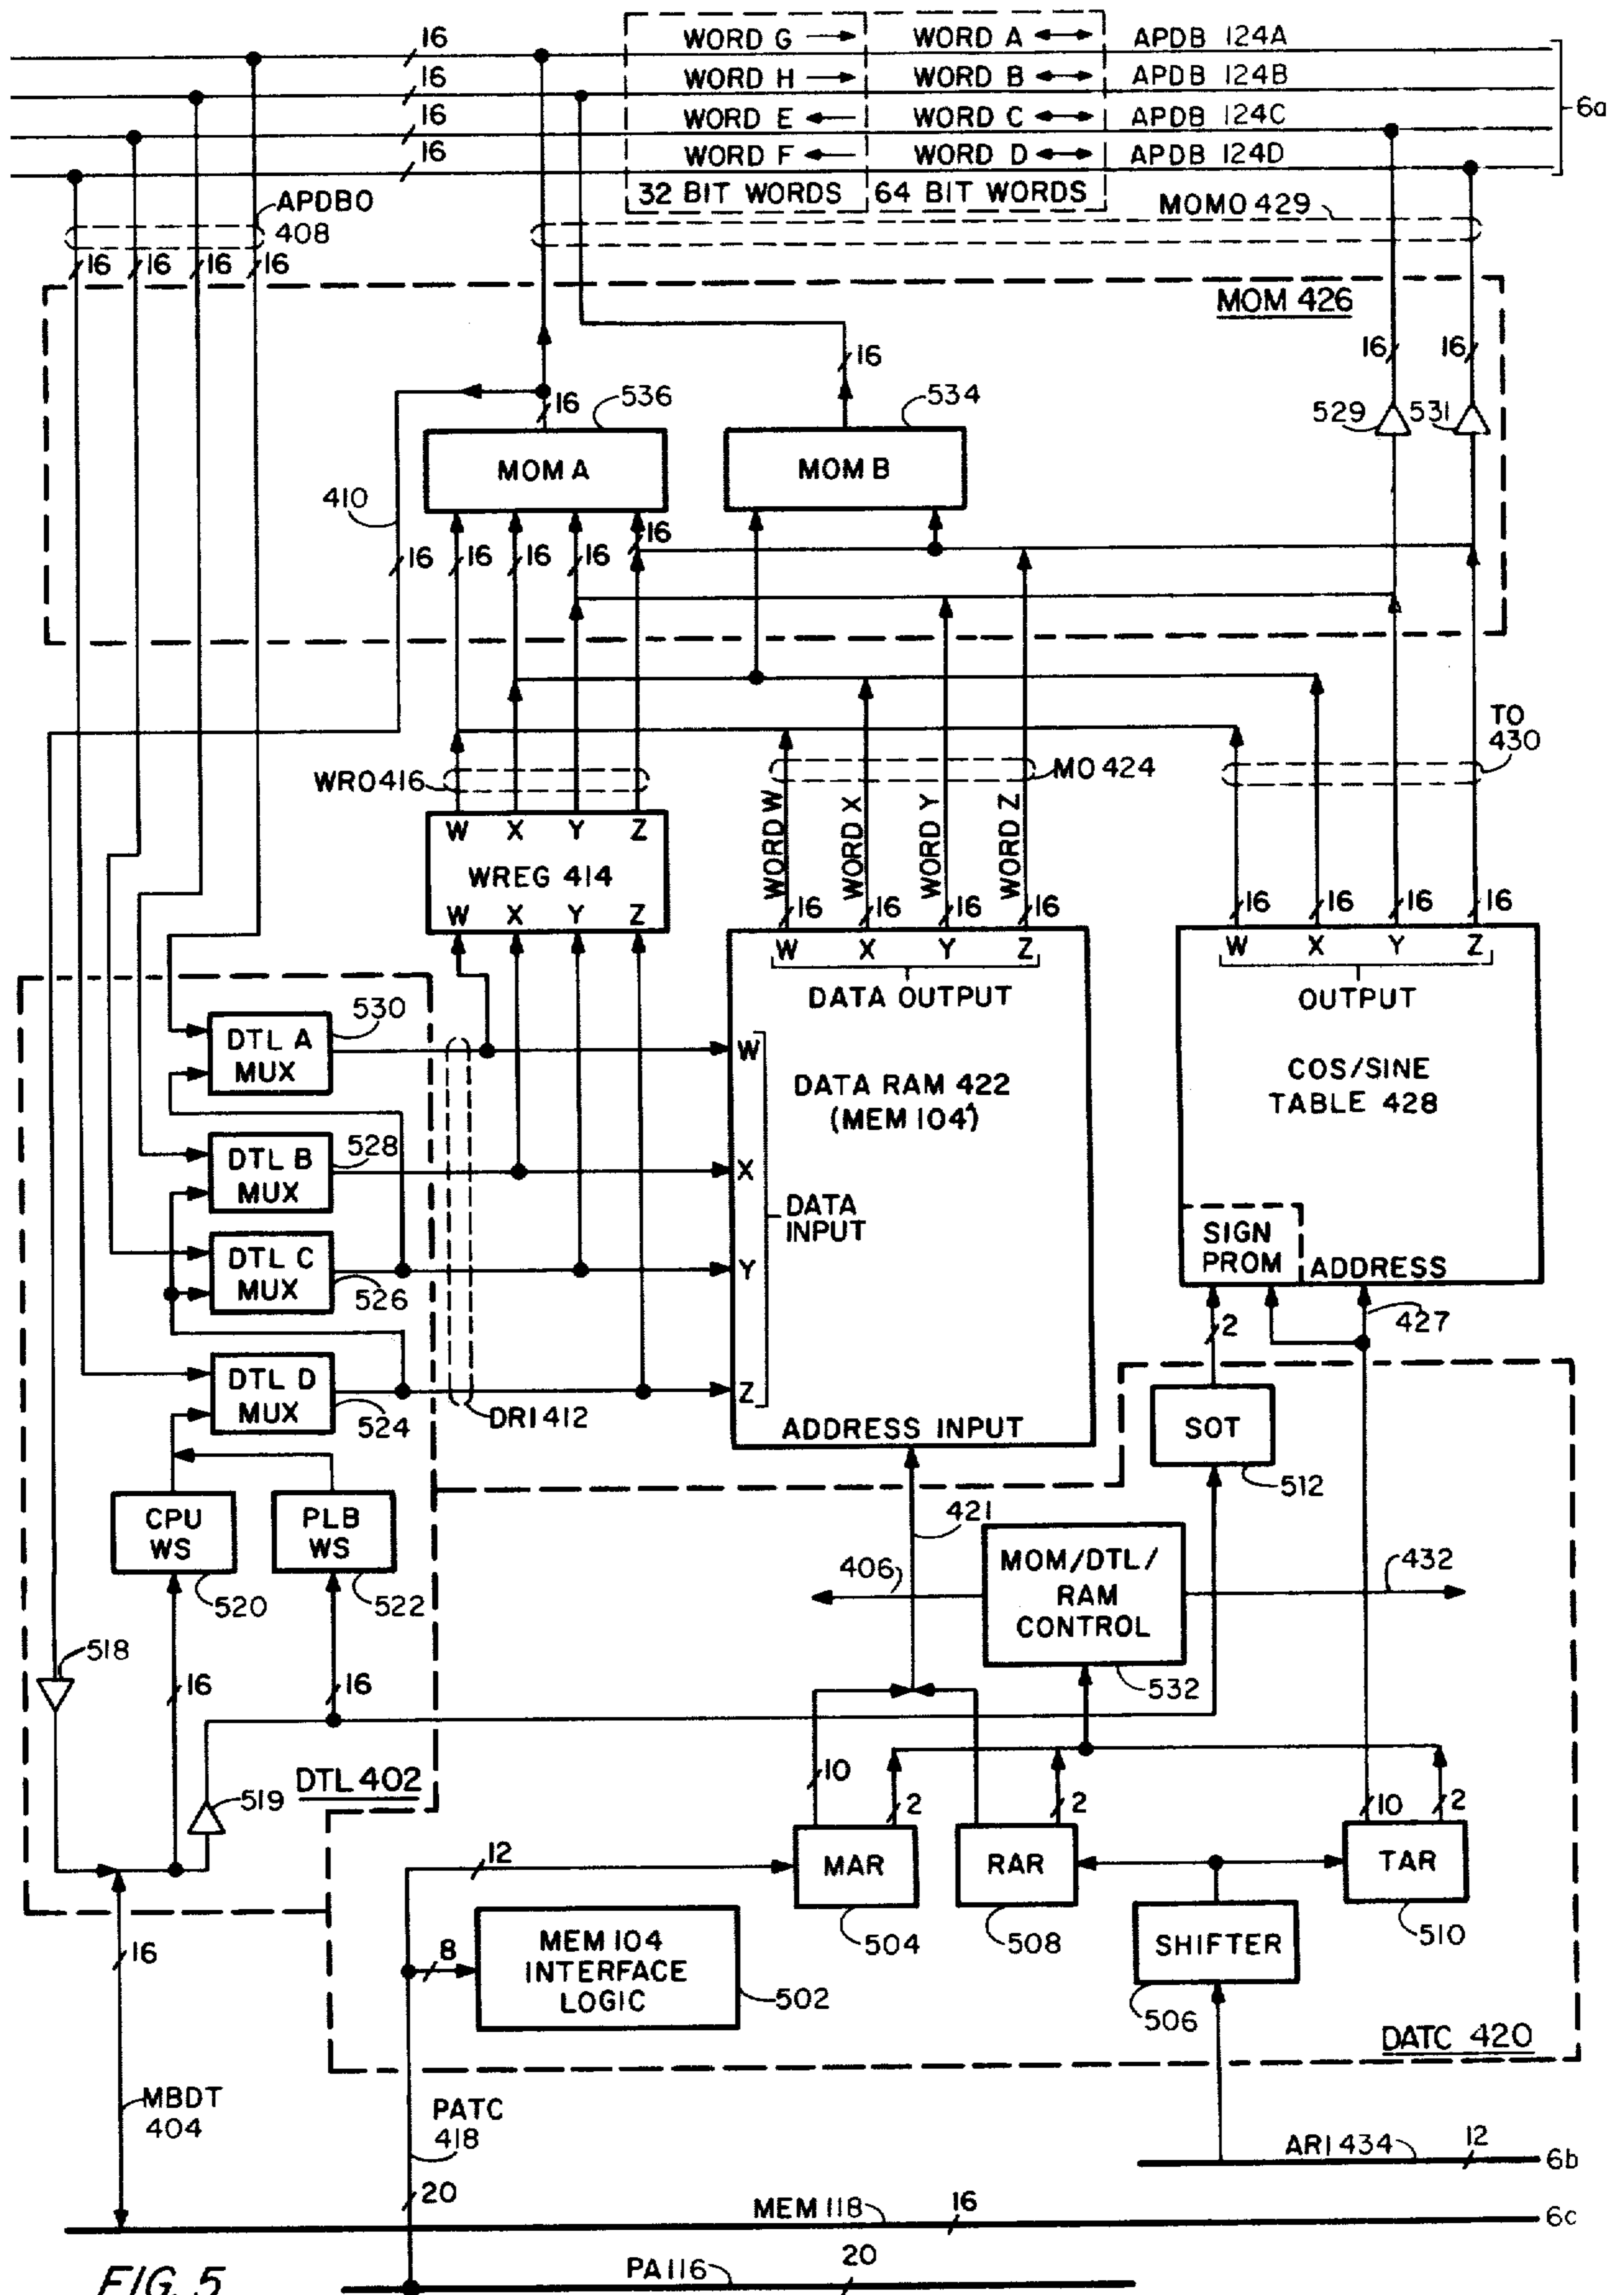 16 WORD G WORD A APDB 124A
16 WORD H WORD B APDB 124B
16 WORD E WORD C APDB 124C
16 WORD F WORD D APDB 124D
6a
32 BIT WORDS 64 BIT WORDS
APDBO
408
MOMO 429
16 16 16 16
MOM 426
16 16 16
16 536 534 529 531
MOM A MOM B
410
16 16 16 16 16
TO
430
WRO 416 MO 424
WORD W WORD X WORD Y WORD Z
W X Y Z
WREG 414
W X Y Z
16 16 16 16 16 16 16 16
W X Y Z W X Y Z
DATA OUTPUT OUTPUT
530
DTL A
MUX
W
DATA RAM 422
(MEM 104)
COS/SINE
TABLE 428
528
DTL B
MUX
X
DATA
INPUT
DTL C
MUX
526
Y
SIGN
PROM
ADDRESS
427
2
DTL D
MUX
524
Z
DRI 412
ADDRESS INPUT
SOT
512
CPU
WS
520
PLB
WS
522
421
406
MOM/DTL/
RAM
CONTROL
432
532
518
16 16
DTL 402
519
10 2 2 10 2
12
MAR RAR TAR
504 508 510
SHIFTER
506
8
MEM 104
INTERFACE
LOGIC
502
16
DATC 420
MBDT
404
PATC
418
ARI 434 12 6b
20
MEM 118 16 6c
FIG. 5
PA 116 20